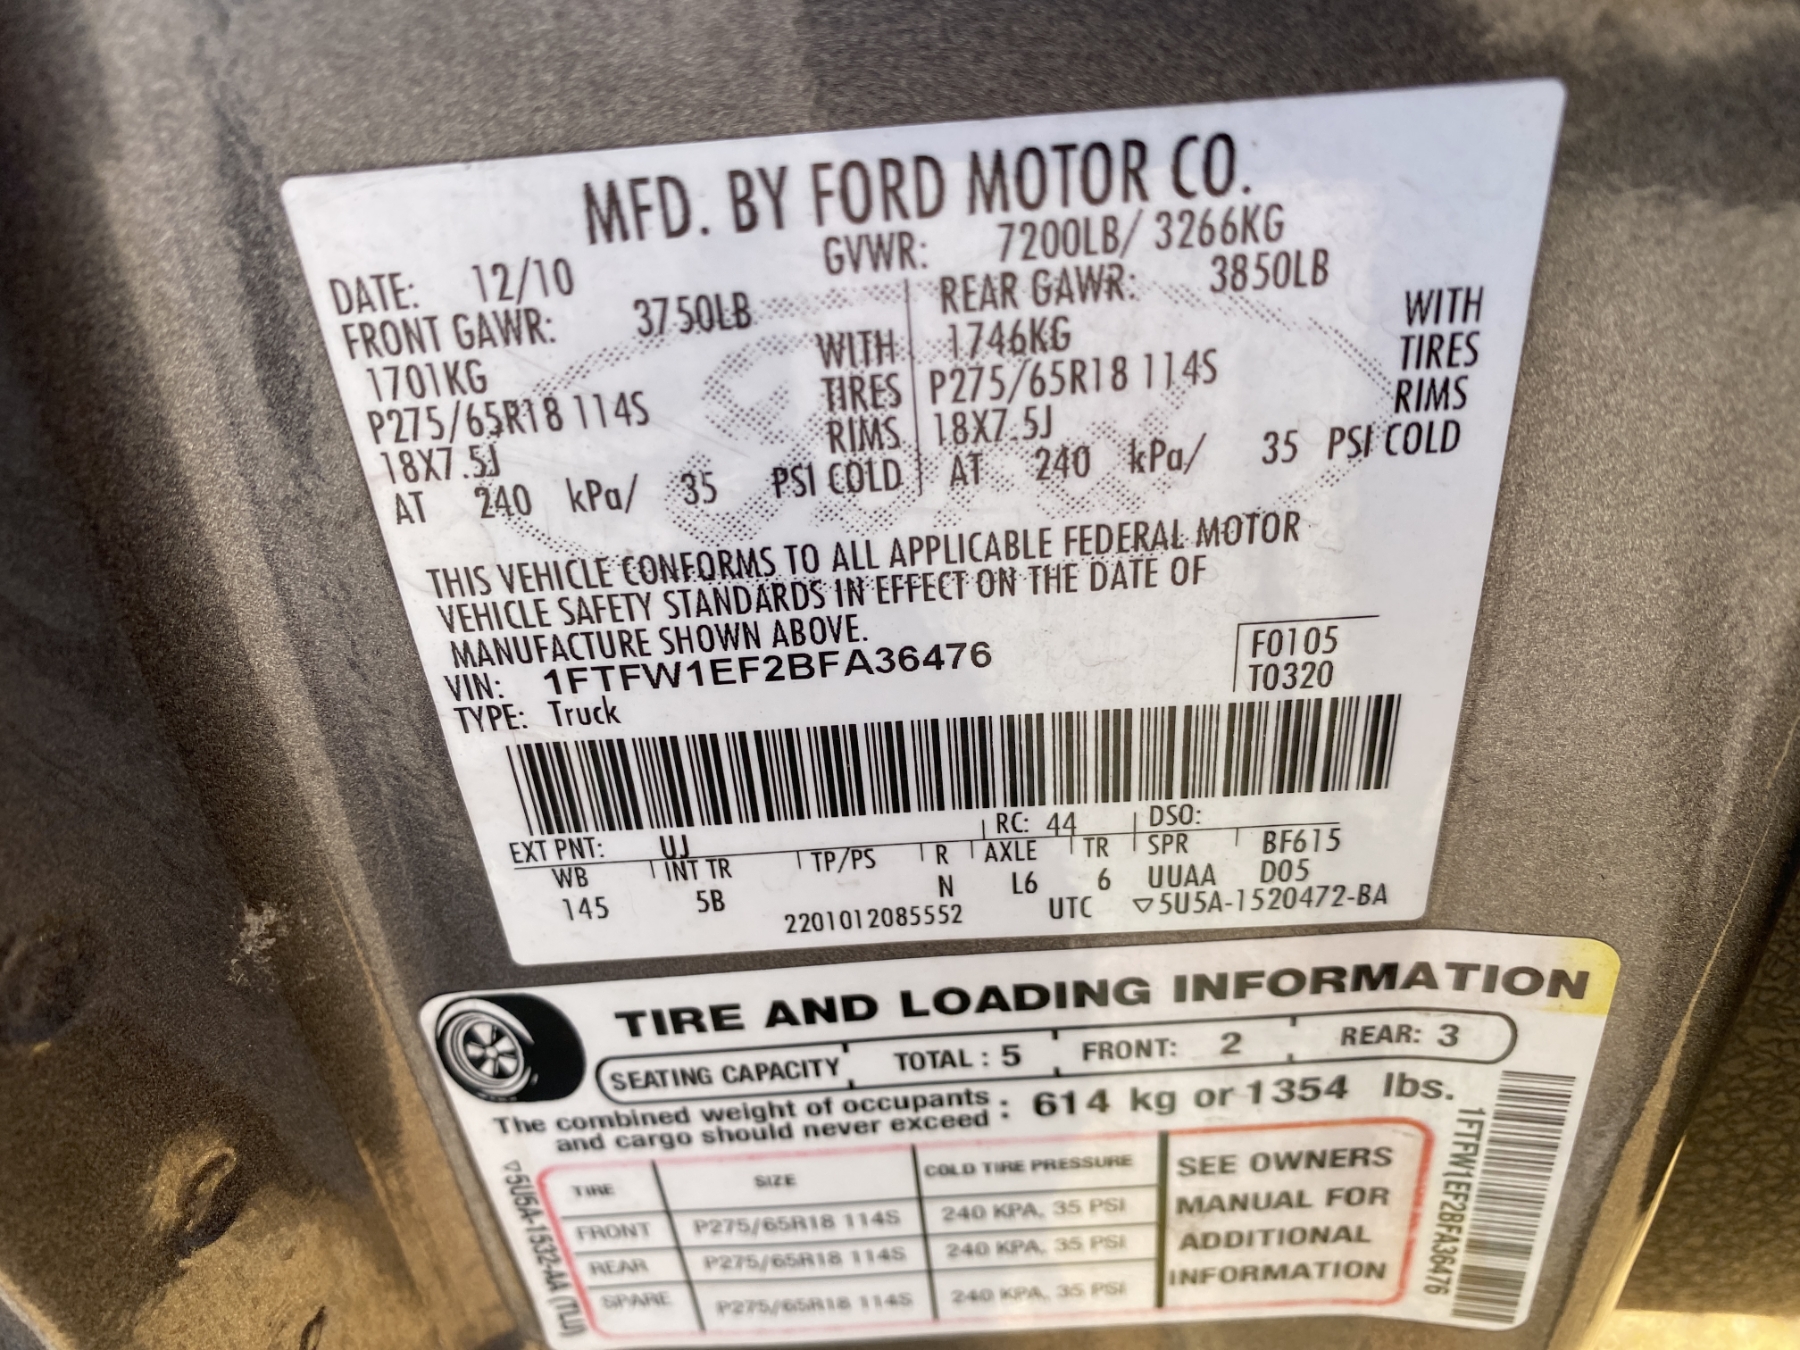 MFD. BY FORD MOTOR CO.
DATE: 12/10 GVWR: 7200LB/ 3266KG
FRONT GAWR: 3750LB REAR GAWR: 3850LB
1701KG WITH 1746KG WITH
P275/65R18 114S TIRES P275/65R18 114S TIRES
18X7.5J RIMS 18X7.5J RIMS
AT 240 kPa/ 35 PSI COLD AT 240 kPa/ 35 PSI COLD
THIS VEHICLE CONFORMS TO ALL APPLICABLE FEDERAL MOTOR
VEHICLE SAFETY STANDARDS IN EFFECT ON THE DATE OF
MANUFACTURE SHOWN ABOVE.
VIN: 1FTFW1EF2BFA36476 F0105
TYPE: Truck T0320
EXT PNT: UJ RC: 44 DSO:
WB INT TR TP/PS R AXLE TR SPR BF615
145 5B N L6 6 UUAA D05
2201012085552 UTC ▽5U5A-1520472-BA
TIRE AND LOADING INFORMATION
SEATING CAPACITY TOTAL : 5 FRONT: 2 REAR: 3
The combined weight of occupants
and cargo should never exceed : 614 kg or 1354 lbs.
TIRE SIZE COLD TIRE PRESSURE
FRONT P275/65R18 114S 240 KPA, 35 PSI
REAR P275/65R18 114S 240 KPA, 35 PSI
SPARE P275/65R18 114S 240 KPA, 35 PSI
SEE OWNERS
MANUAL FOR
ADDITIONAL
INFORMATION
▽5U5A-1532-AA (TLU)
1FTFW1EF2BFA36476